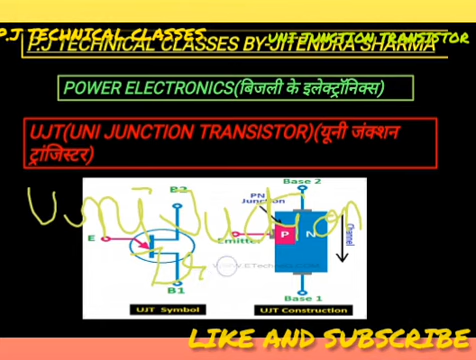 P.J TECHNICAL CLASSES
UNI JUNCTION TRANSISTOR
P.J TECHNICAL CLASSES BY-JITENDRA SHARMA
POWER ELECTRONICS(बिजली के इलेक्ट्रॉनिक्स)
UJT(UNI JUNCTION TRANSISTOR)(यूनी जंक्शन
ट्रांजिस्टर)
Uni Juction
Tr
B2
E
B1
UJT Symbol
Base 2
PN
Junction
P
N
Emitter
Channel
Base 1
UJT Construction
LIKE AND SUBSCRIBE